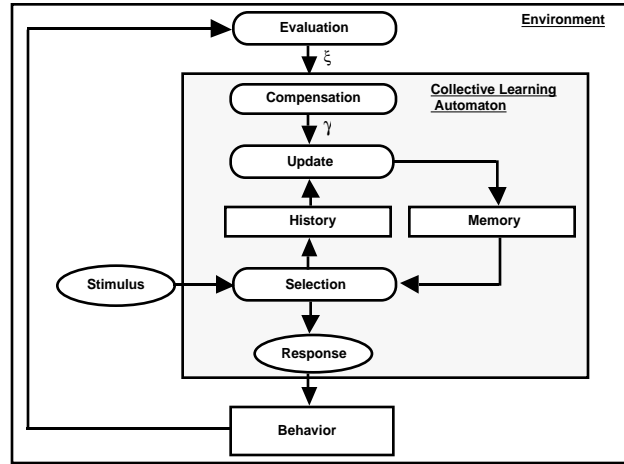 Environment
Evaluation
ξ
Collective Learning
Automaton
Compensation
γ
Update
History
Memory
Stimulus
Selection
Response
Behavior